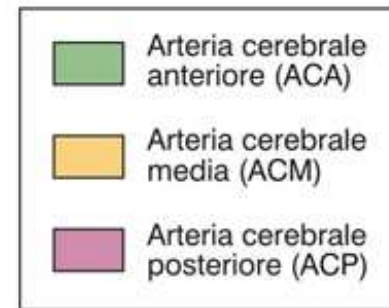 Arteria cerebrale
anteriore (ACA)
Arteria cerebrale
media (ACM)
Arteria cerebrale
posteriore (ACP)